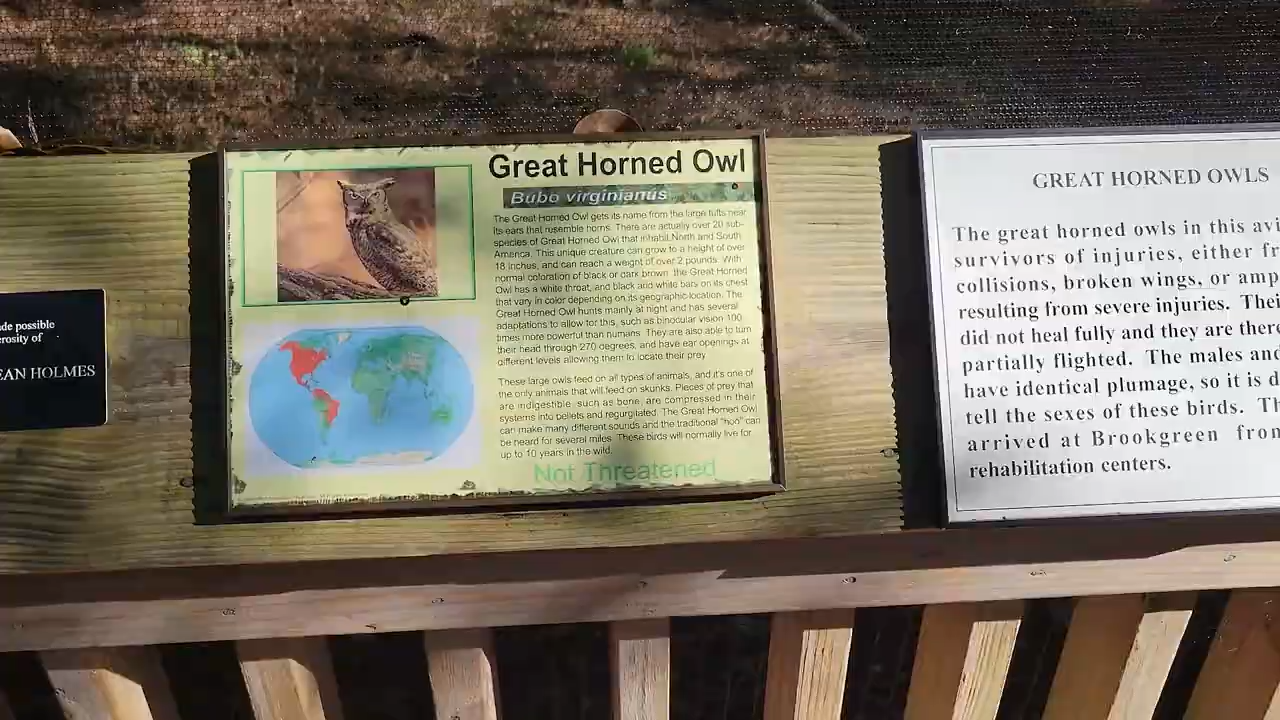 de possible
erosity of
EAN HOLMES
Great Horned Owl
Bubo virginianus
The Great Horned Owl gets its name from the large tufts near
its ears that resemble horns. There are actually over 20 sub-
species of Great Horned Owl that inhabit North and South
America. This unique creature can grow to a height of over
18 inches, and can reach a weight of over 2 pounds. With
normal coloration of black or dark brown, the Great Horned
Owl has a white throat, and black and white bars on its chest
that vary in color depending on its geographic location. The
Great Horned Owl hunts mainly at night and has several
adaptations to allow for this, such as binocular vision 100
times more powerful than humans. They are also able to turn
their head through 270 degrees, and have ear openings at
different levels allowing them to locate their prey.
These large owls feed on all types of animals, and it's one of
the only animals that will feed on skunks. Pieces of prey that
are indigestible, such as bone, are compressed in their
systems into pellets and regurgitated. The Great Horned Owl
can make many different sounds and the traditional "hoo" can
be heard for several miles. These birds will normally live for
up to 10 years in the wild.
Not Threatened
GREAT HORNED OWLS
The great horned owls in this avi
survivors of injuries, either fr
collisions, broken wings, or amp
resulting from severe injuries. Thei
did not heal fully and they are there
partially flighted. The males and
have identical plumage, so it is d
tell the sexes of these birds. Th
arrived at Brookgreen from
rehabilitation centers.